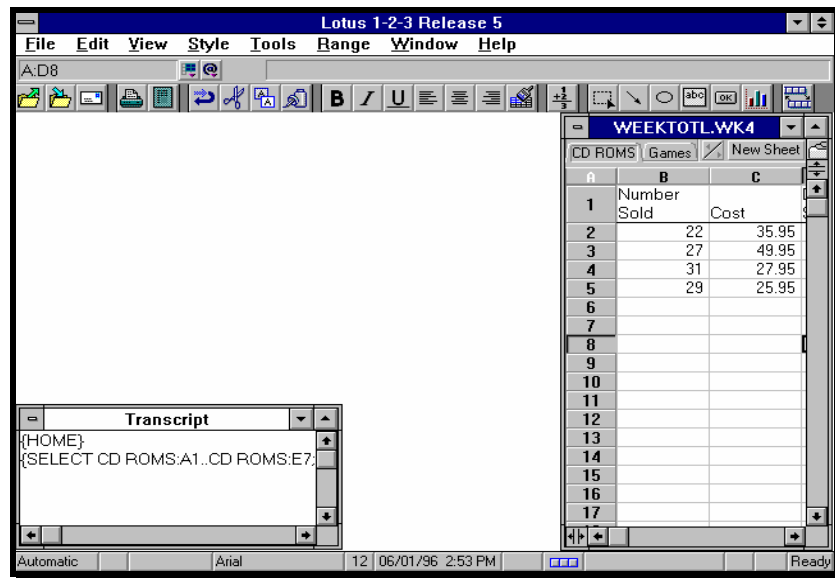 Lotus 1-2-3 Release 5
File Edit View Style Tools Range Window Help
A:D8 @
B I U abc OK
WEEKTOTL.WK4
CD ROMS Games New Sheet
A B C
1 Number Sold Cost
2 22 35.95
3 27 49.95
4 31 27.95
5 29 25.95
6
7
8
9
10
11
12
13
14
15
16
17
Transcript
{HOME}
{SELECT CD ROMS:A1..CD ROMS:E7;
Automatic Arial 12 06/01/96 2:53 PM Ready